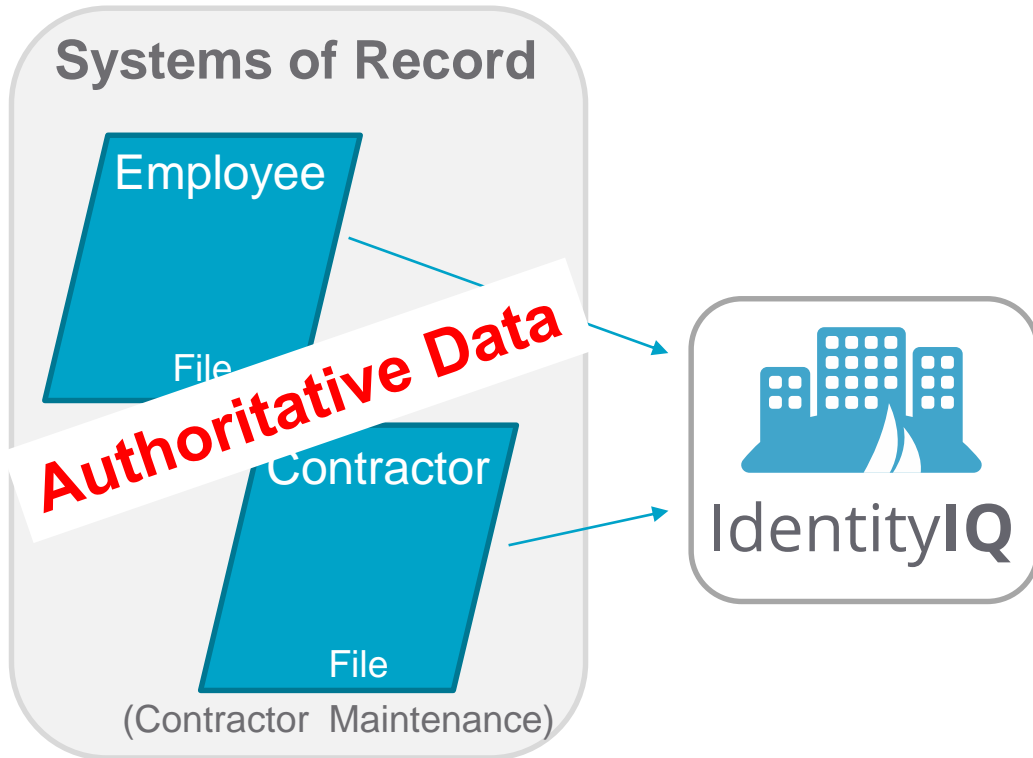 Systems of Record
Employee
File
Authoritative Data
Contractor
File
(Contractor Maintenance)
IdentityIQ